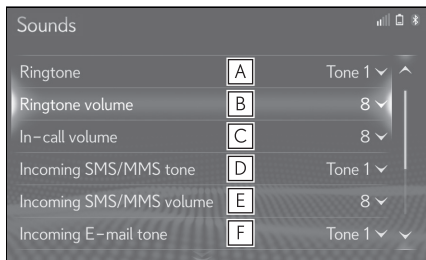 Sounds
Ringtone A Tone 1
Ringtone volume B 8
In-call volume C 8
Incoming SMS/MMS tone D Tone 1
Incoming SMS/MMS volume E 8
Incoming E-mail tone F Tone 1